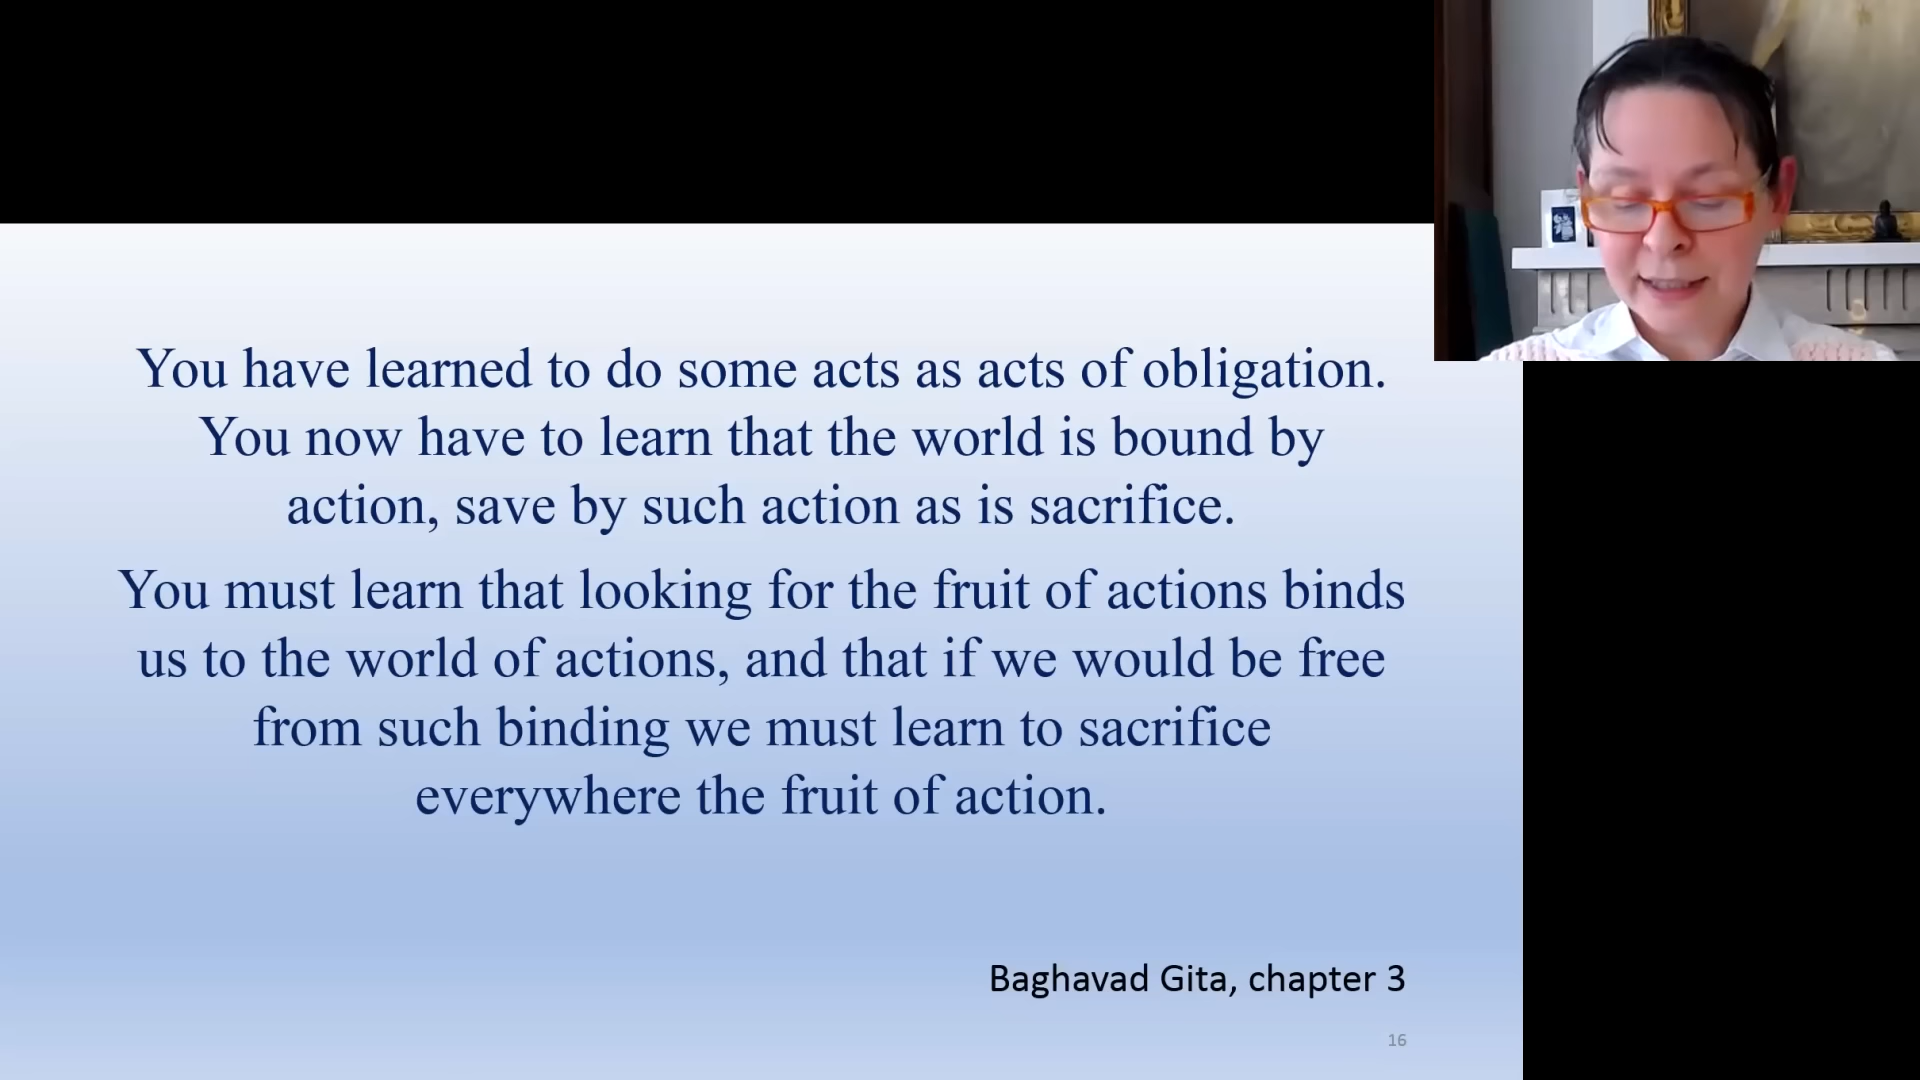 You have learned to do some acts as acts of obligation.
You now have to learn that the world is bound by
action, save by such action as is sacrifice.
You must learn that looking for the fruit of actions binds
us to the world of actions, and that if we would be free
from such binding we must learn to sacrifice
everywhere the fruit of action.
Baghavad Gita, chapter 3
16